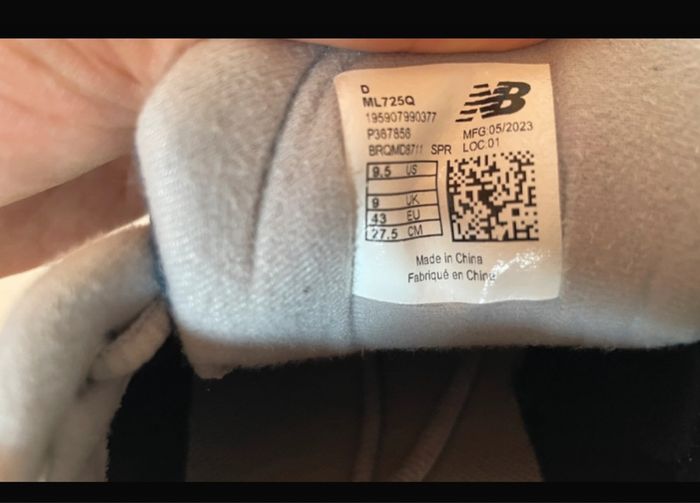 D
ML725Q
195907990377
P367856
MFG:05/2023
BRQMD8711 SPR LOC:01
9.5 US
9 UK
43 EU
27.5 CM
Made in China
Fabriqué en Chine